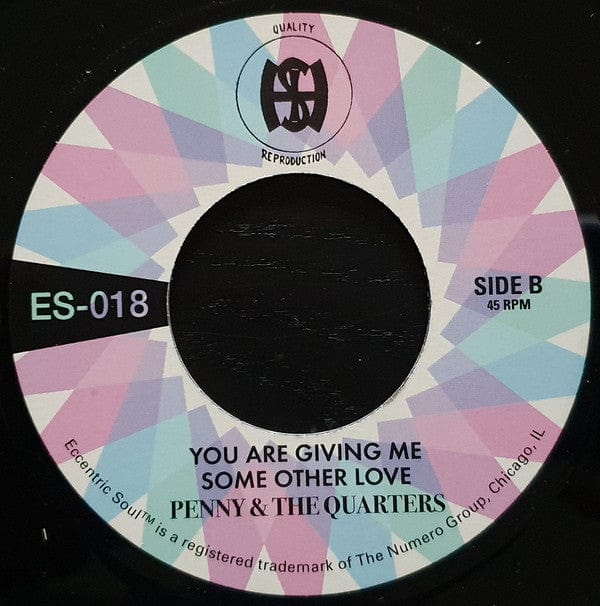 QUALITY
REPRODUCTION
ES-018
SIDE B
45 RPM
YOU ARE GIVING ME
SOME OTHER LOVE
PENNY & THE QUARTERS
Eccentric Soul™ is a registered trademark of The Numero Group, Chicago, IL